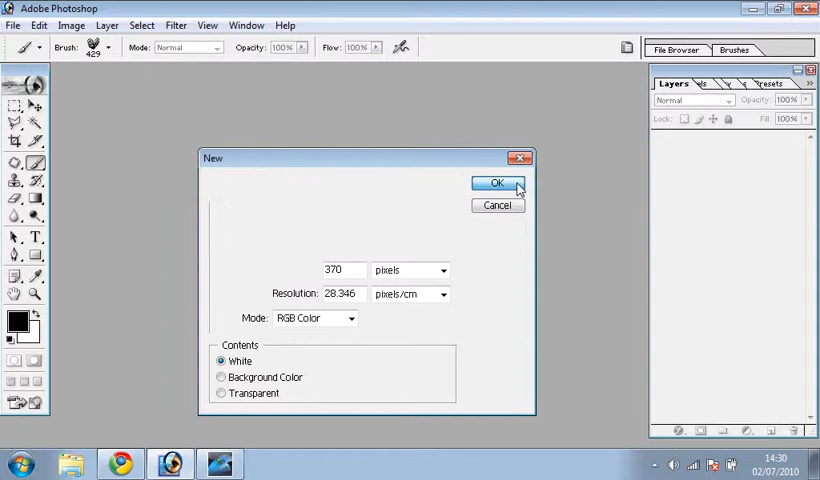 Adobe Photoshop
File Edit Image Layer Select Filter View Window Help
Brush: 429 Mode: Normal Opacity: 100% Flow: 100% File Browser Brushes
Layers els y s Presets
Normal Opacity: 100%
Lock: Fill: 100%
New
OK
Cancel
370 pixels
Resolution: 28.346 pixels/cm
Mode: RGB Color
Contents
White
Background Color
Transparent
14:30
02/07/2010